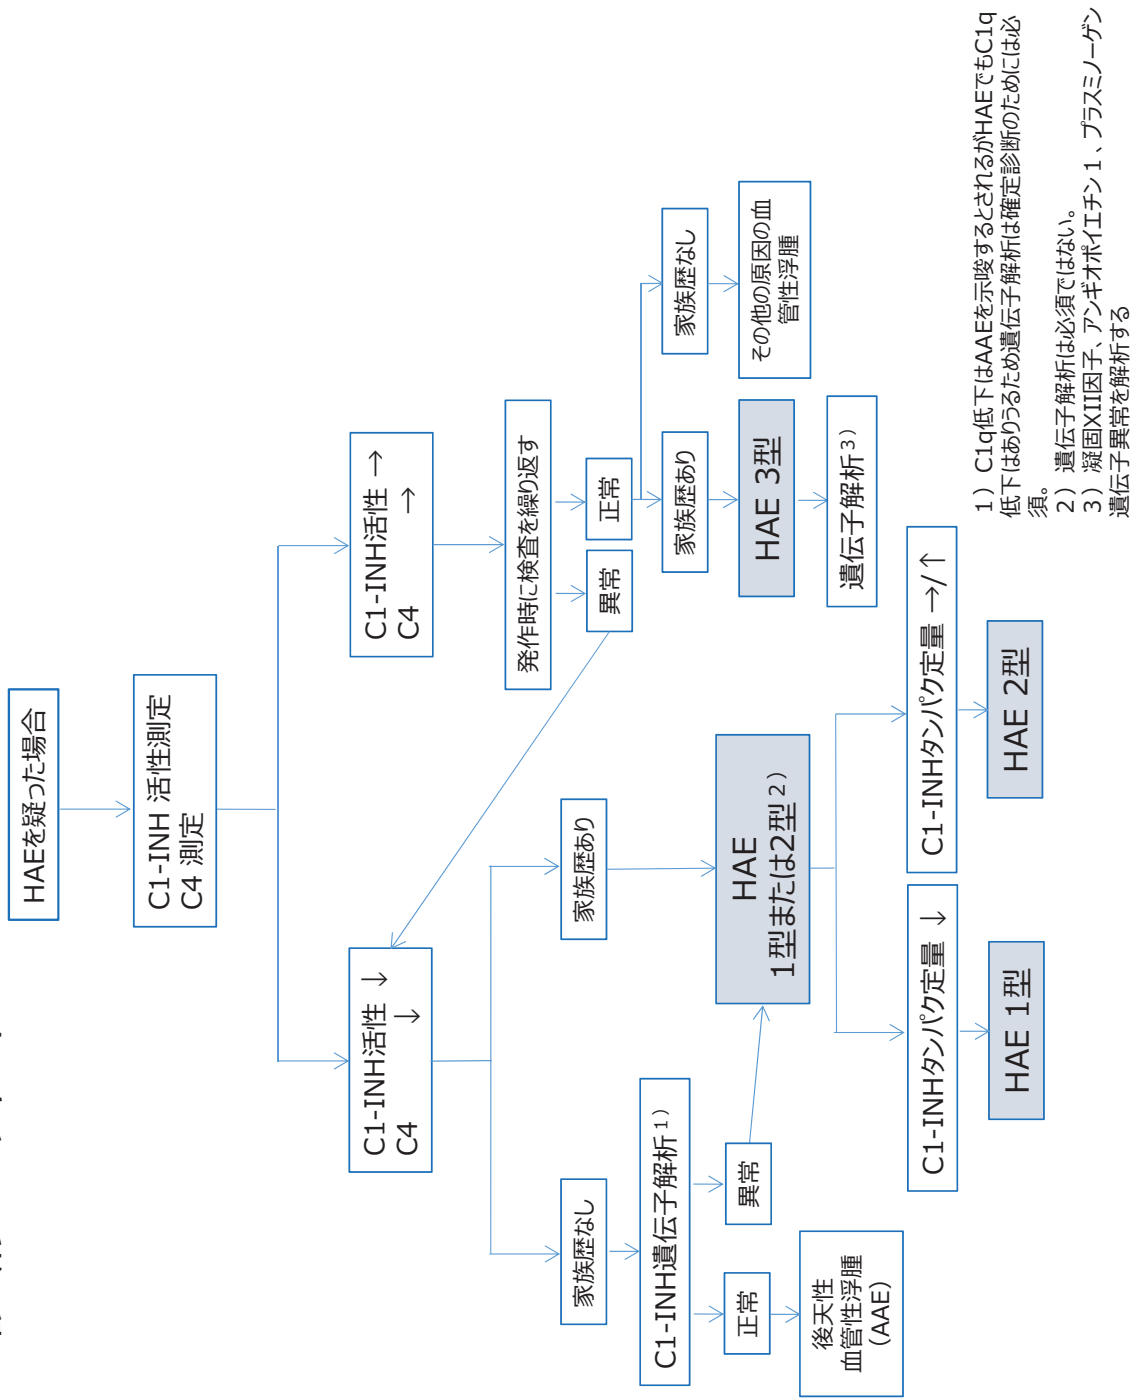 HAEを疑った場合
C1-INH 活性測定
C4 測定
C1-INH活性 ↓
C4 ↓
C1-INH活性 →
C4 →
発作時に検査を繰り返す
異常
正常
家族歴なし
家族歴あり
家族歴あり
家族歴なし
C1-INH遺伝子解析1)
正常
異常
後天性
血管性浮腫
(AAE)
HAE
1型または2型2)
HAE 3型
遺伝子解析3)
その他の原因の血
管性浮腫
C1-INHタンパク定量 ↓
C1-INHタンパク定量 →/↑
HAE 1型
HAE 2型
1）C1q低下はAAEを示唆するとされるがHAEでもC1q
低下はありうるため遺伝子解析は確定診断のためには必
須。
2） 遺伝子解析は必須ではない。
3）凝固XII因子、アンギオポイエチン１、プラスミノーゲン
遺伝子異常を解析する